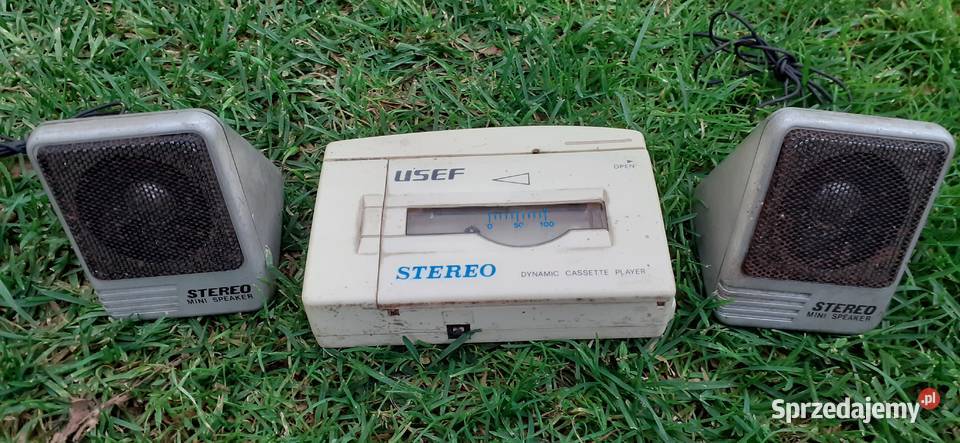 USEF
OPEN
0 50 100
STEREO DYNAMIC CASSETTE PLAYER
STEREO
MINI SPEAKER
STEREO
MINI SPEAKER
Sprzedajemy.pl